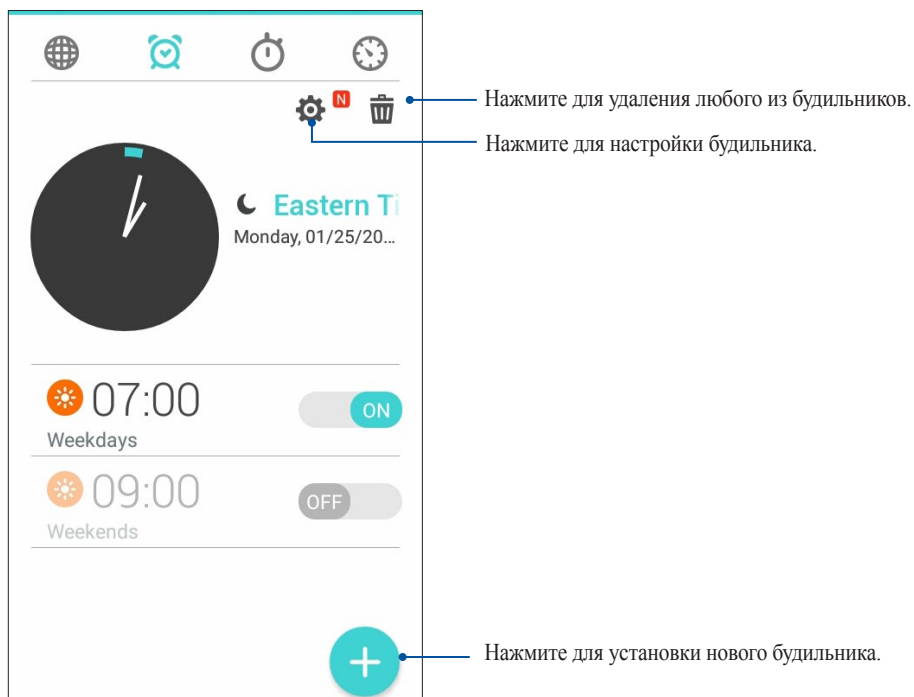 N
Нажмите для удаления любого из будильников.
Нажмите для настройки будильника.
Eastern Ti
Monday, 01/25/20...
07:00
ON
Weekdays
09:00
OFF
Weekends
Нажмите для установки нового будильника.